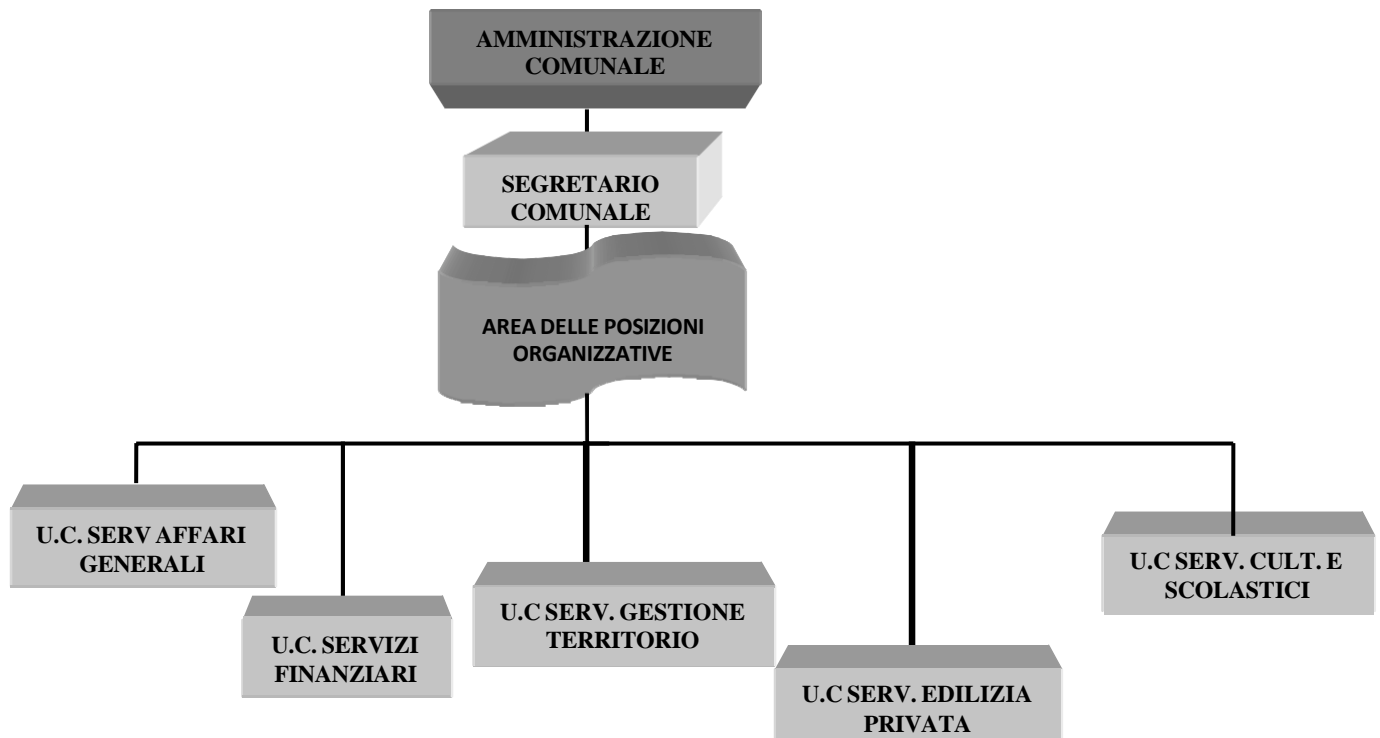 AMMINISTRAZIONE
COMUNALE
SEGRETARIO
COMUNALE
AREA DELLE POSIZIONI
ORGANIZZATIVE
U.C. SERV AFFARI
GENERALI
U.C. SERVIZI
FINANZIARI
U.C SERV. GESTIONE
TERRITORIO
U.C SERV. EDILIZIA
PRIVATA
U.C SERV. CULT. E
SCOLASTICI